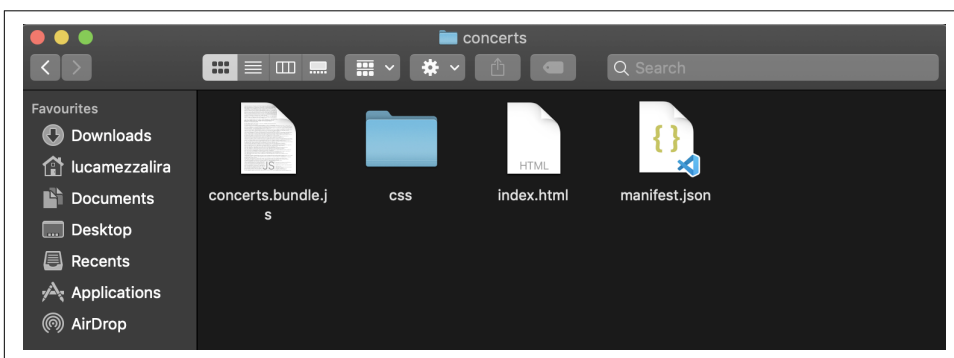 concerts
Search
Favourites
Downloads
lucamezzalira
Documents
Desktop
Recents
Applications
AirDrop
JS
HTML
{ }
concerts.bundle.j
s
css
index.html
manifest.json